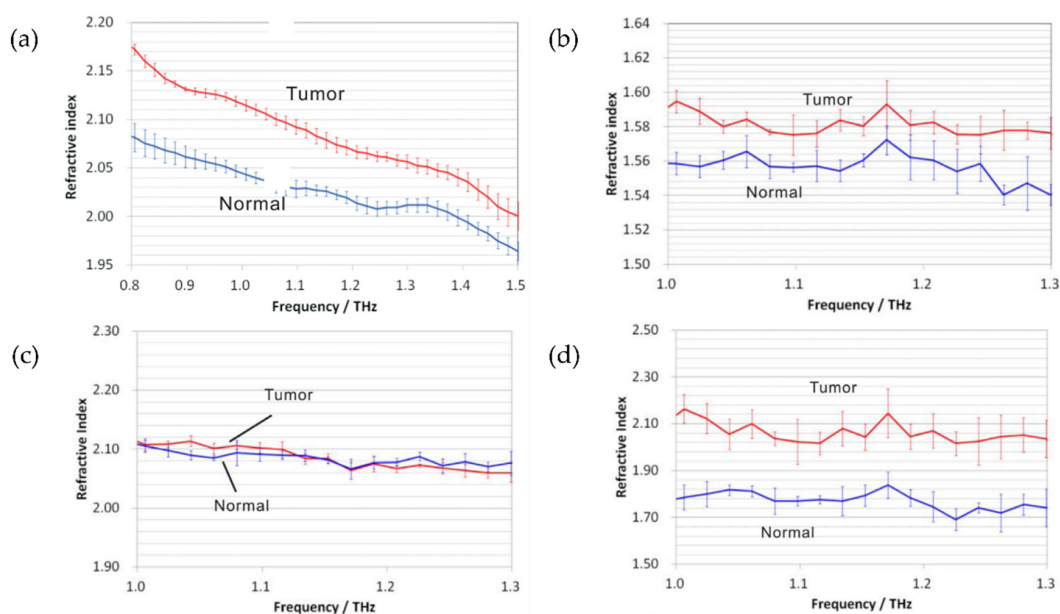 (a)
2.20
2.15
2.10
2.05
2.00
1.95
Refractive index
Tumor
Normal
0.8 0.9 1.0 1.1 1.2 1.3 1.4 1.5
Frequency / THz
(b)
1.64
1.62
1.60
1.58
1.56
1.54
1.52
1.50
Refractive Index
Tumor
Normal
1.0 1.1 1.2 1.3
Frequency / THz
(c)
2.30
2.20
2.10
2.00
1.90
Refractive Index
Tumor
Normal
1.0 1.1 1.2 1.3
Frequency / THz
(d)
2.50
2.30
2.10
1.90
1.70
1.50
Refractive Index
Tumor
Normal
1.0 1.1 1.2 1.3
Frequency / THz